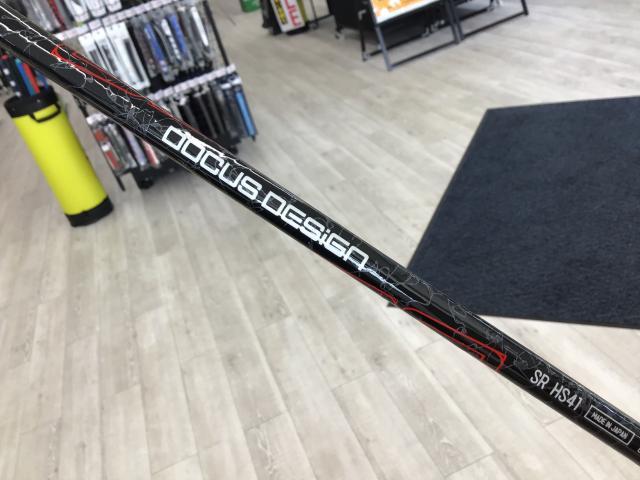 DOCUS DESiGN
SR HS41
MADE IN JAPAN